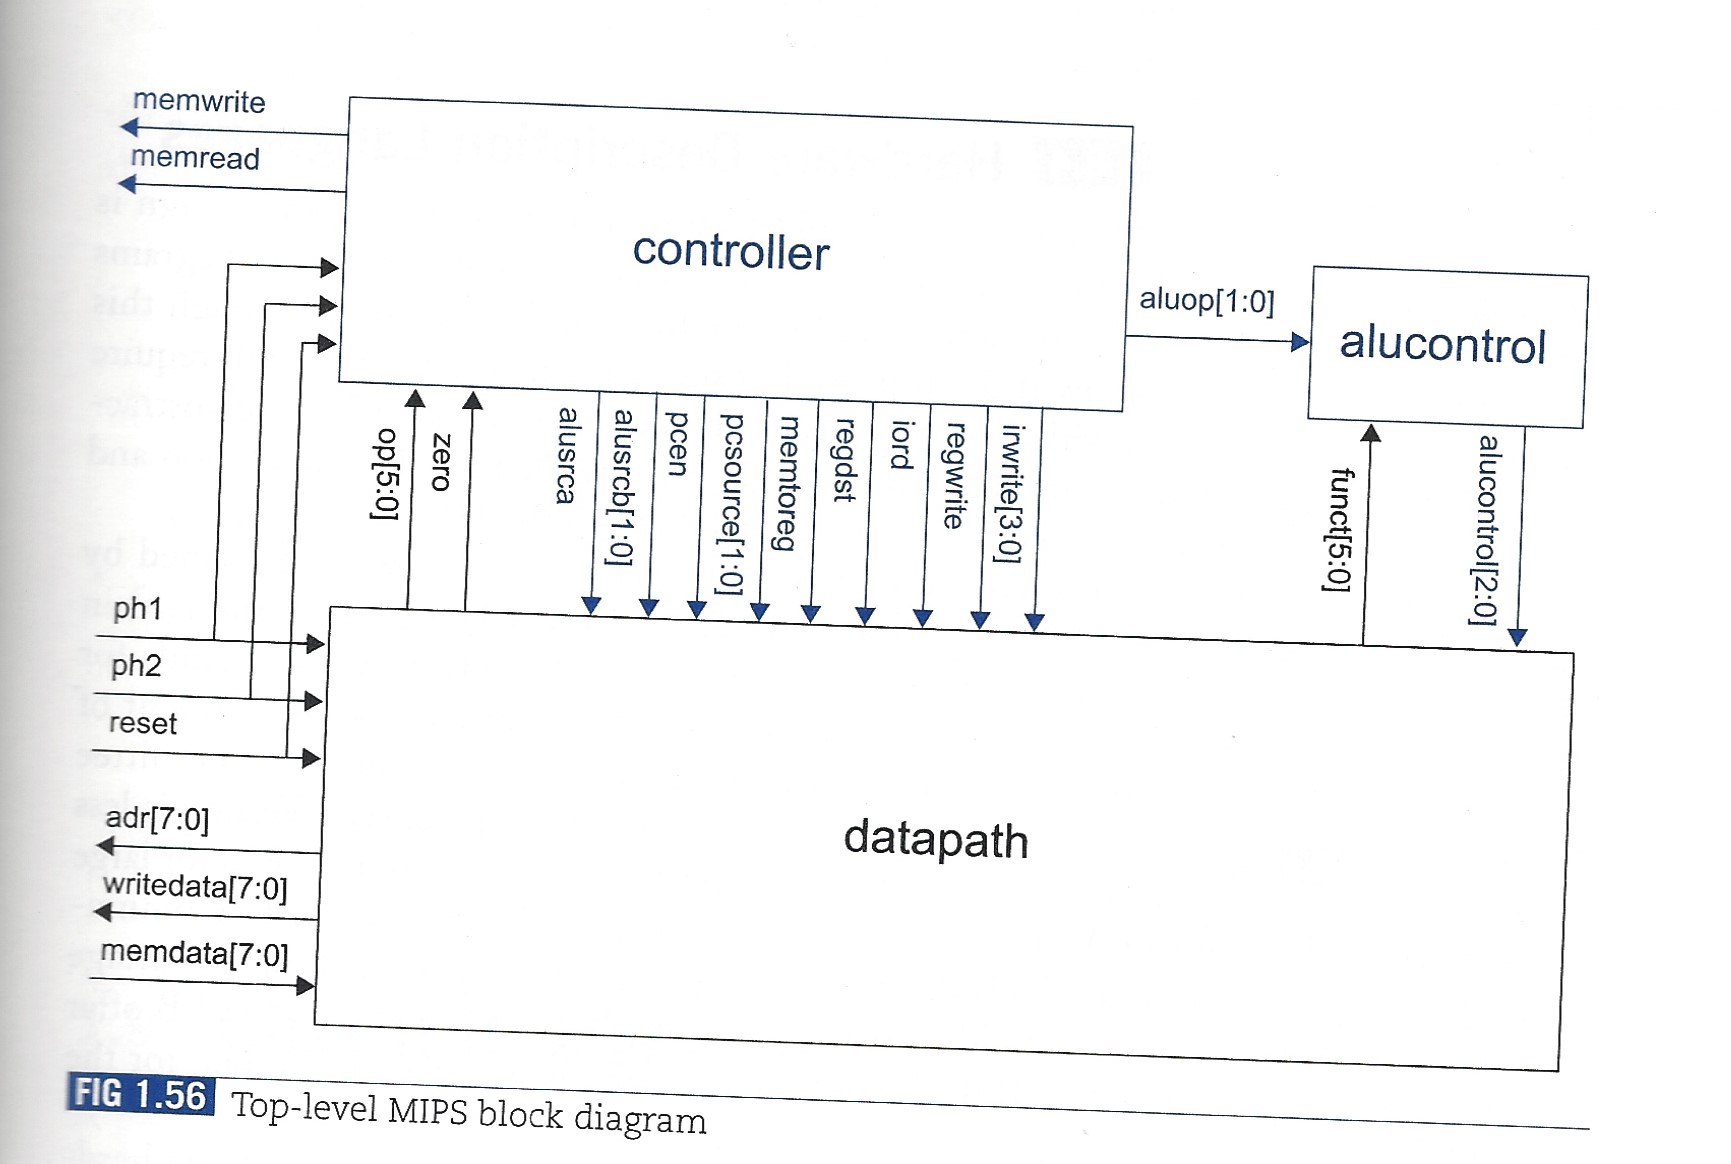 memwrite
memread
controller
aluop[1:0]
alucontrol
op[5:0]
zero
alusrca
alusrcb[1:0]
pcen
pcsource[1:0]
memtoreg
regdst
iord
regwrite
irwrite[3:0]
funct[5:0]
alucontrol[2:0]
ph1
ph2
reset
adr[7:0]
writedata[7:0]
memdata[7:0]
datapath
FIG 1.56 Top-level MIPS block diagram